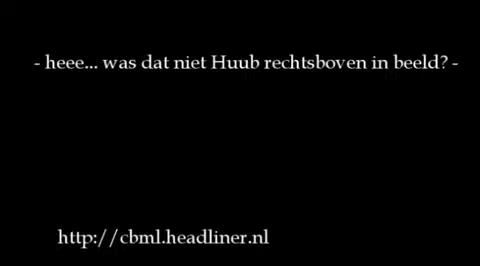 - heee... was dat niet Huub rechtsboven in beeld? -
http://cbml.headliner.nl